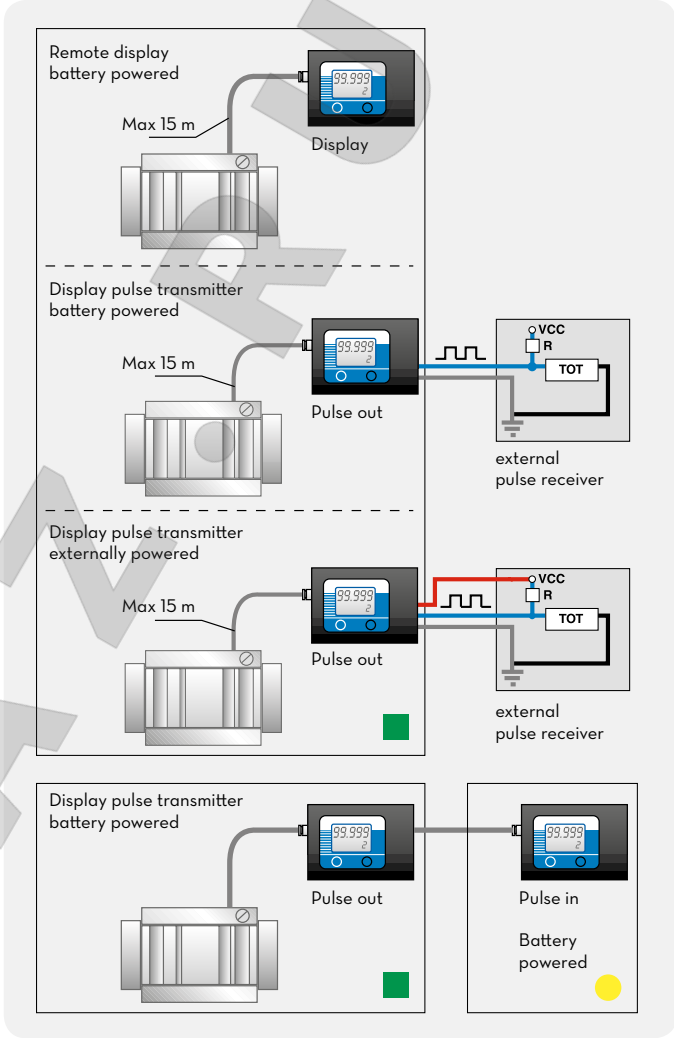 Remote display
battery powered
99.999
2
Max 15 m
Display
Display pulse transmitter
battery powered
99.999
2
VCC
R
TOT
Max 15 m
Pulse out
external
pulse receiver
Display pulse transmitter
externally powered
99.999
2
VCC
R
TOT
Max 15 m
Pulse out
external
pulse receiver
Display pulse transmitter
battery powered
99.999
2
99.999
2
Pulse out
Pulse in
Battery
powered